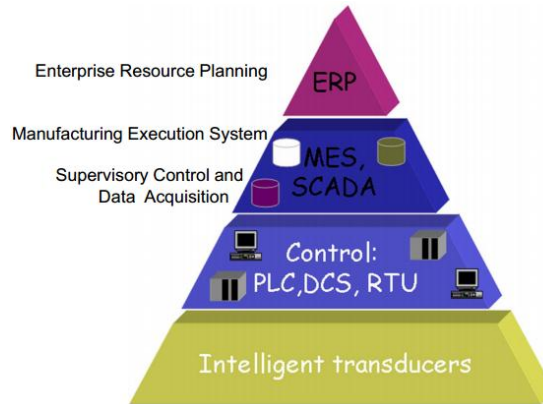 Enterprise Resource Planning
ERP
Manufacturing Execution System
MES,
SCADA
Supervisory Control and
Data Acquisition
Control:
PLC,DCS, RTU
Intelligent transducers